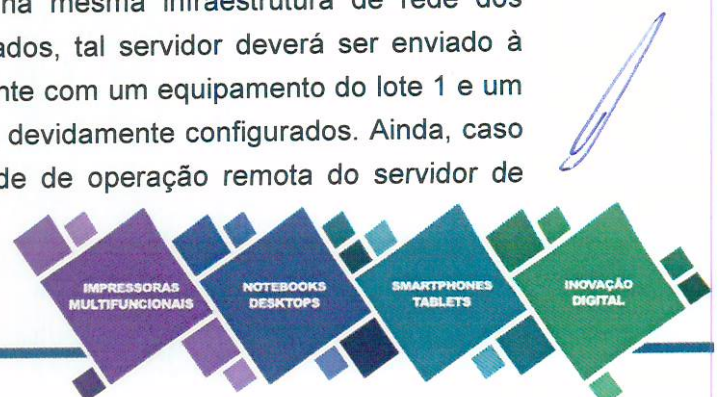 na mesma infraestrutura de rede dos
ados, tal servidor deverá ser enviado à
nte com um equipamento do lote 1 e um
devidamente configurados. Ainda, caso
de de operação remota do servidor de
IMPRESSORAS
MULTIFUNCIONAIS
NOTEBOOKS
DESKTOPS
SMARTPHONES
TABLETS
INOVAÇÃO
DIGITAL